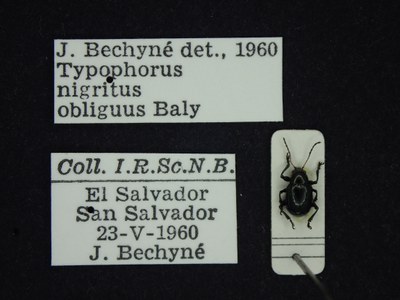 J. Bechyné det., 1960
Typophorus
nigritus
obliguus Baly
Coll. I.R.Sc.N.B.
El Salvador
San Salvador
23-V-1960
J. Bechyné